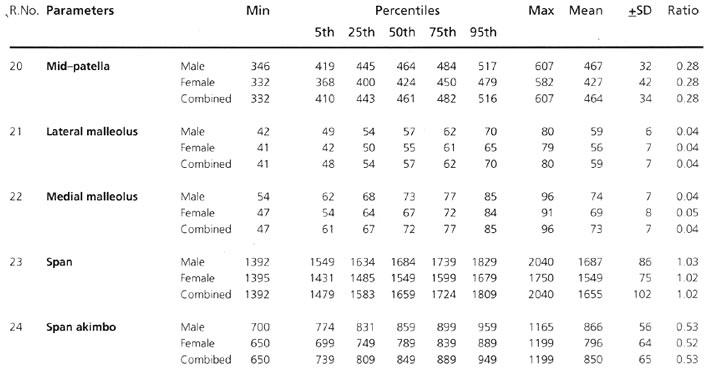 R.No. Parameters Min Percentiles Max Mean ±SD Ratio
5th 25th 50th 75th 95th
20 Mid–patella Male 346 419 445 464 484 517 607 467 32 0.28
Female 332 368 400 424 450 479 582 427 42 0.28
Combined 332 410 443 461 482 516 607 464 34 0.28
21 Lateral malleolus Male 42 49 54 57 62 70 80 59 6 0.04
Female 41 42 50 55 61 65 79 56 7 0.04
Combined 41 48 54 57 62 70 80 59 7 0.04
22 Medial malleolus Male 54 62 68 73 77 85 96 74 7 0.04
Female 47 54 64 67 72 84 91 69 8 0.05
Combined 47 61 67 72 77 85 96 73 7 0.04
23 Span Male 1392 1549 1634 1684 1739 1829 2040 1687 86 1.03
Female 1395 1431 1485 1549 1599 1679 1750 1549 75 1.02
Combined 1392 1479 1583 1659 1724 1809 2040 1655 102 1.02
24 Span akimbo Male 700 774 831 859 899 959 1165 866 56 0.53
Female 650 699 749 789 839 889 1199 796 64 0.52
Combibed 650 739 809 849 889 949 1199 850 65 0.53